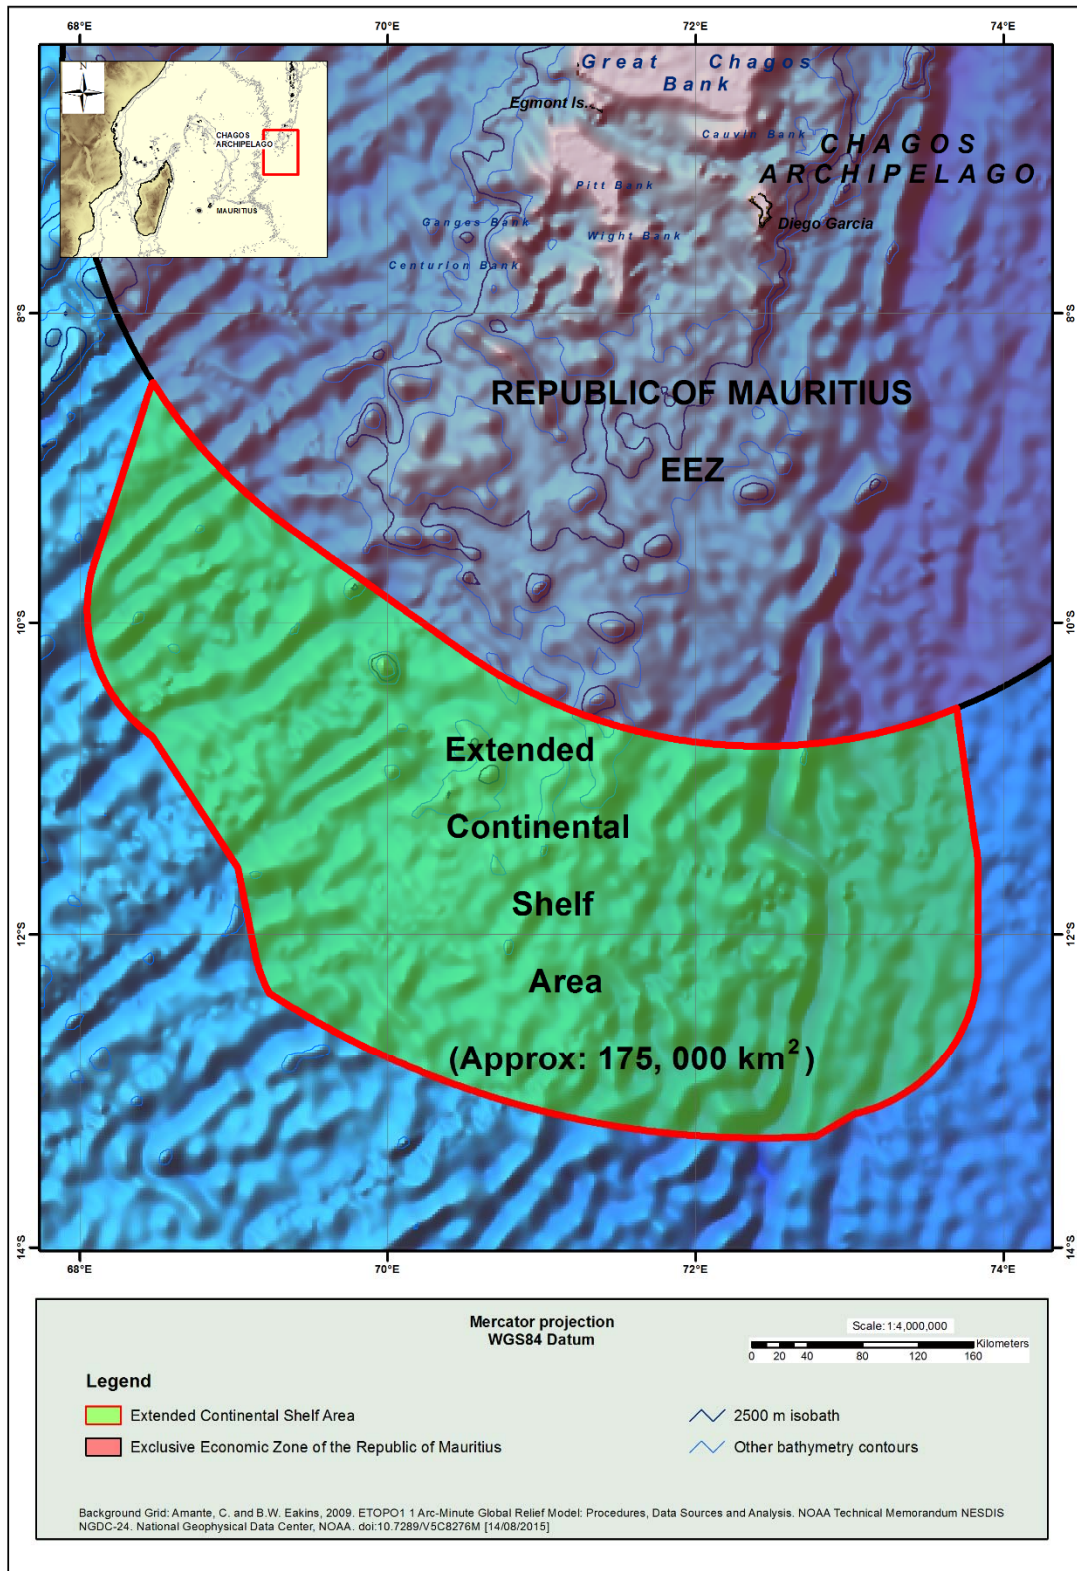 68°E 70°E 72°E 74°E
N
CHAGOS
ARCHIPELAGO
MAURITIUS
Great Chagos
Bank
Egmont Is.
Cauvin Bank
CHAGOS
ARCHIPELAGO
Pitt Bank
Diego Garcia
Ganges Bank
Wight Bank
Centurion Bank
8°S 8°S
REPUBLIC OF MAURITIUS
EEZ
10°S 10°S
Extended
Continental
Shelf
12°S 12°S
Area
(Approx: 175, 000 km²)
14°S 14°S
68°E 70°E 72°E 74°E
Mercator projection
WGS84 Datum
Scale: 1:4,000,000
Kilometers
0 20 40 80 120 160
Legend
Extended Continental Shelf Area
2500 m isobath
Exclusive Economic Zone of the Republic of Mauritius
Other bathymetry contours
Background Grid: Amante, C. and B.W. Eakins, 2009. ETOPO1 1 Arc-Minute Global Relief Model: Procedures, Data Sources and Analysis. NOAA Technical Memorandum NESDIS
NGDC-24. National Geophysical Data Center, NOAA. doi:10.7289/V5C8276M [14/08/2015]